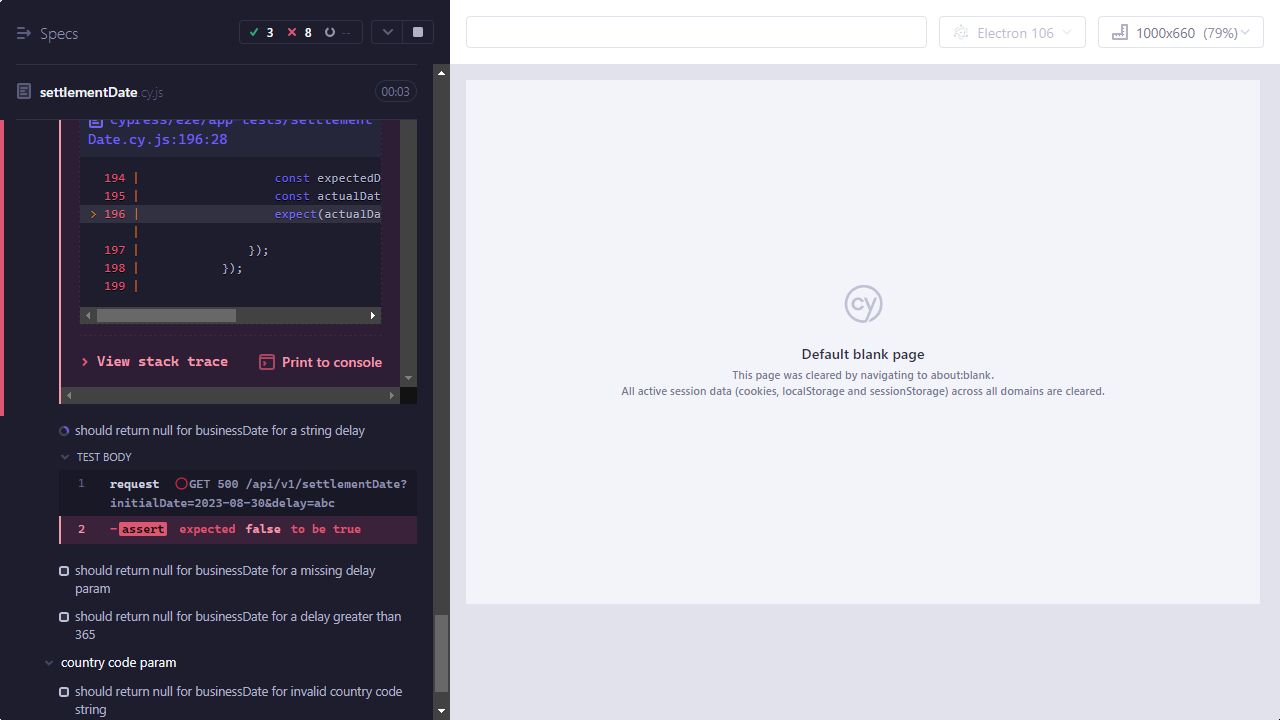 Specs
3
8
--
Electron 106
1000x660 (79%)
settlementDate.cy.js
00:03
cypress/e2e/app-tests/settlement
Date.cy.js:196:28
194 | const expectedD
195 | const actualDat
> 196 | expect(actualDa
|
197 | });
198 | });
199 |
View stack trace
Print to console
should return null for businessDate for a string delay
TEST BODY
1 request GET 500 /api/v1/settlementDate?
initialDate=2023-08-30&delay=abc
2 -assert expected false to be true
should return null for businessDate for a missing delay
param
should return null for businessDate for a delay greater than
365
country code param
should return null for businessDate for invalid country code
string
cy
Default blank page
This page was cleared by navigating to about:blank.
All active session data (cookies, localStorage and sessionStorage) across all domains are cleared.